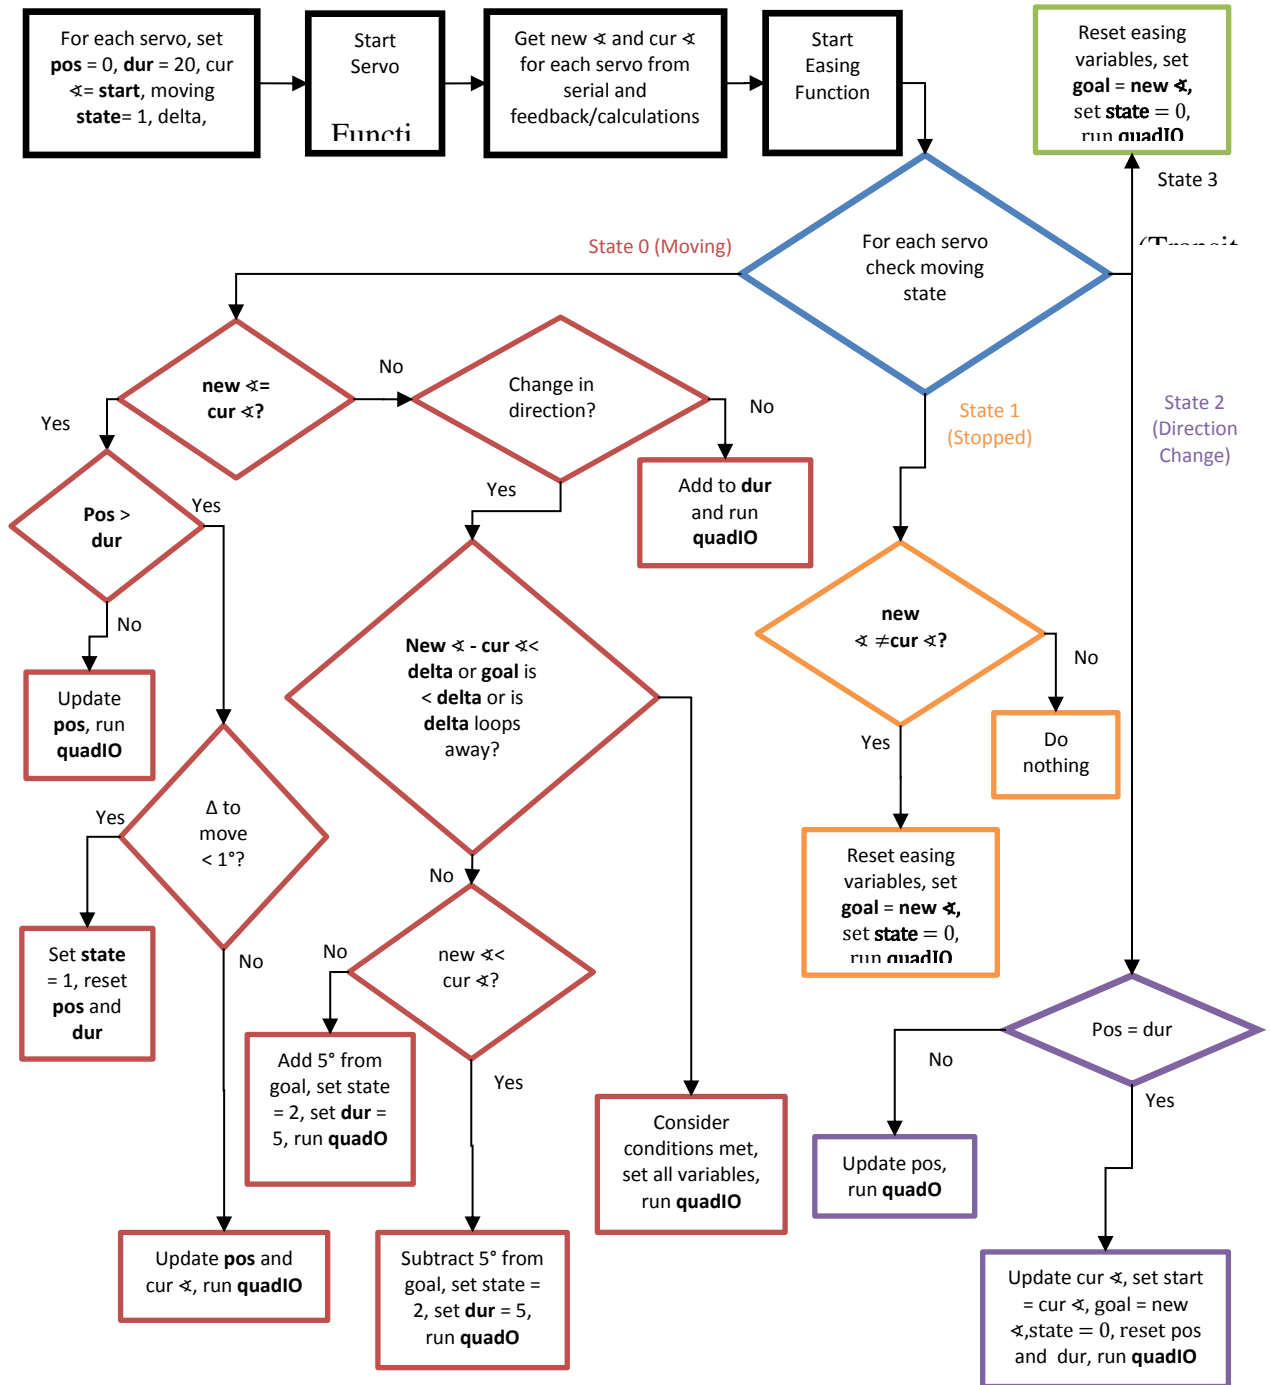 For each servo, set
pos = 0, dur = 20, cur
∢= start, moving
state= 1, delta,
Start
Servo
Functi
Get new ∢ and cur ∢
for each servo from
serial and
feedback/calculations
Start
Easing
Function
Reset easing
variables, set
goal = new ∢,
set state = 0,
run quadIO
State 3
State 0 (Moving)
For each servo
check moving
state
new ∢=
cur ∢?
No
Change in
direction?
No
Yes
State 1
(Stopped)
State 2
(Direction
Change)
Pos >
dur
Yes
Yes
Add to dur
and run
quadIO
No
New ∢ - cur ∢<
delta or goal is
< delta or is
delta loops
away?
new
∢ ≠cur ∢?
No
Update
pos, run
quadIO
Yes
Do
nothing
Δ to
move
< 1°?
Yes
No
Reset easing
variables, set
goal = new ∢,
set state = 0,
run quadIO
Set state
= 1, reset
pos and
dur
No
No
new ∢<
cur ∢?
Pos = dur
No
Yes
Add 5° from
goal, set state
= 2, set dur =
5, run quadO
Yes
Consider
conditions met,
set all variables,
run quadIO
Update pos,
run quadO
Update pos and
cur ∢, run quadIO
Subtract 5° from
goal, set state =
2, set dur = 5,
run quadO
Update cur ∢, set start
= cur ∢, goal = new
∢,state = 0, reset pos
and dur, run quadIO